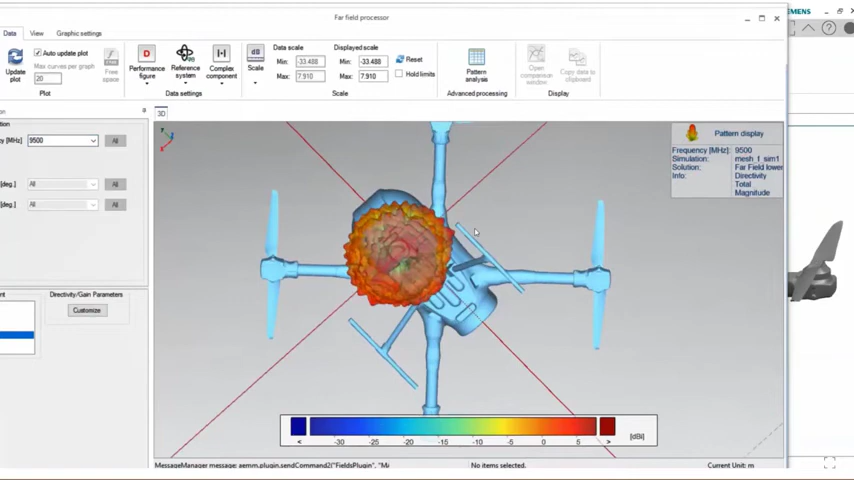 Far field processor
SIEMENS
Data
View
Graphic settings
Update plot
Auto update plot
Max curves per graph
20
Free space
Plot
Performance figure
Reference system
Complex component
Data settings
dB
Scale
Data scale
Min: -33.488
Max: 7.910
Displayed scale
Min: -33.488
Max: 7.910
Reset
Hold limits
Scale
Pattern analysis
Advanced processing
Open comparison window
Copy data to clipboard
Display
3D
9500
All
[deg.]
All
All
[deg.]
All
All
Directivity/Gain Parameters
Customize
Pattern display
Frequency [MHz]: 9500
Simulation: mesh_1_sim1
Solution: Far Field lower
Info: Directivity
Total
Magnitude
< -30 -25 -20 -15 -10 -5 0 5 > [dBi]
MessageManager message: aemm.plugin.sendCommand2("FieldsPlugin",
No items selected.
Current Unit: m